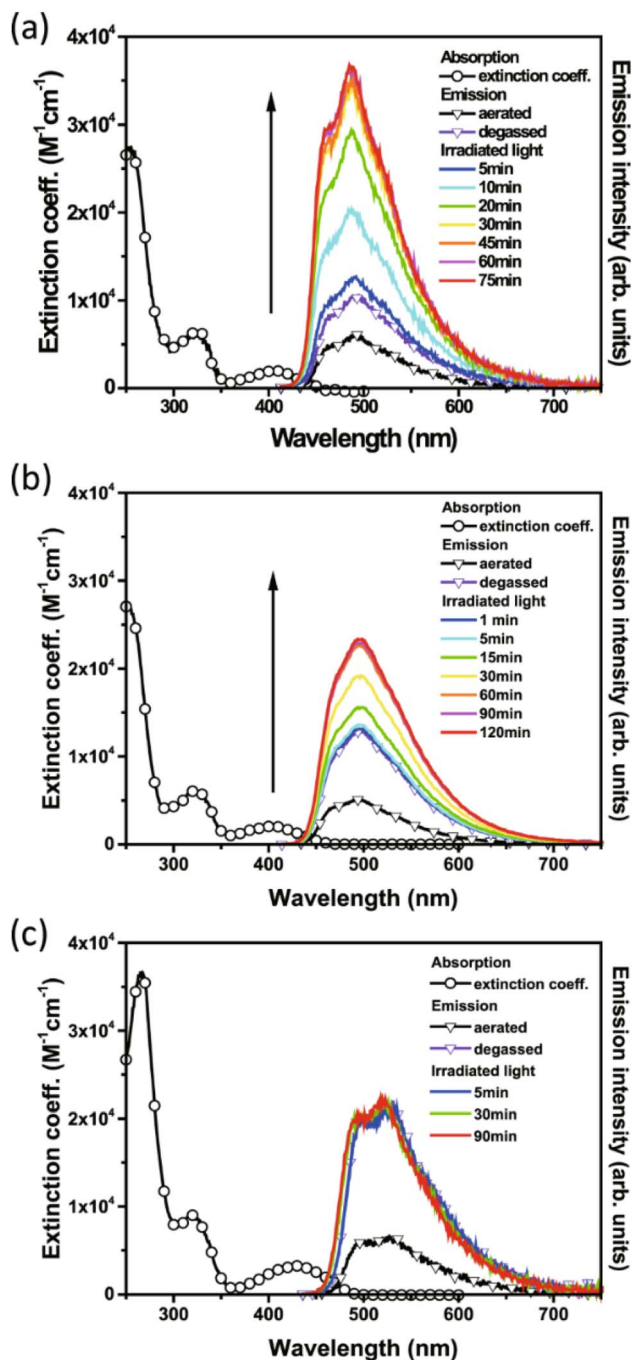 (a)
4x10⁴
3x10⁴
2x10⁴
1x10⁴
0
Extinction coeff. (M⁻¹cm⁻¹)
Absorption
extinction coeff.
Emission
aerated
degassed
Irradiated light
5min
10min
20min
30min
45min
60min
75min
Emission intensity (arb. units)
300 400 500 600 700
Wavelength (nm)
(b)
4x10⁴
3x10⁴
2x10⁴
1x10⁴
0
Extinction coeff. (M⁻¹cm⁻¹)
Absorption
extinction coeff.
Emission
aerated
degassed
Irradiated light
1 min
5min
15min
30min
60min
90min
120min
Emission intensity (arb. units)
300 400 500 600 700
Wavelength (nm)
(c)
4x10⁴
3x10⁴
2x10⁴
1x10⁴
0
Extinction coeff. (M⁻¹cm⁻¹)
Absorption
extinction coeff.
Emission
aerated
degassed
Irradiated light
5min
30min
90min
Emission intensity (arb. units)
300 400 500 600 700
Wavelength (nm)